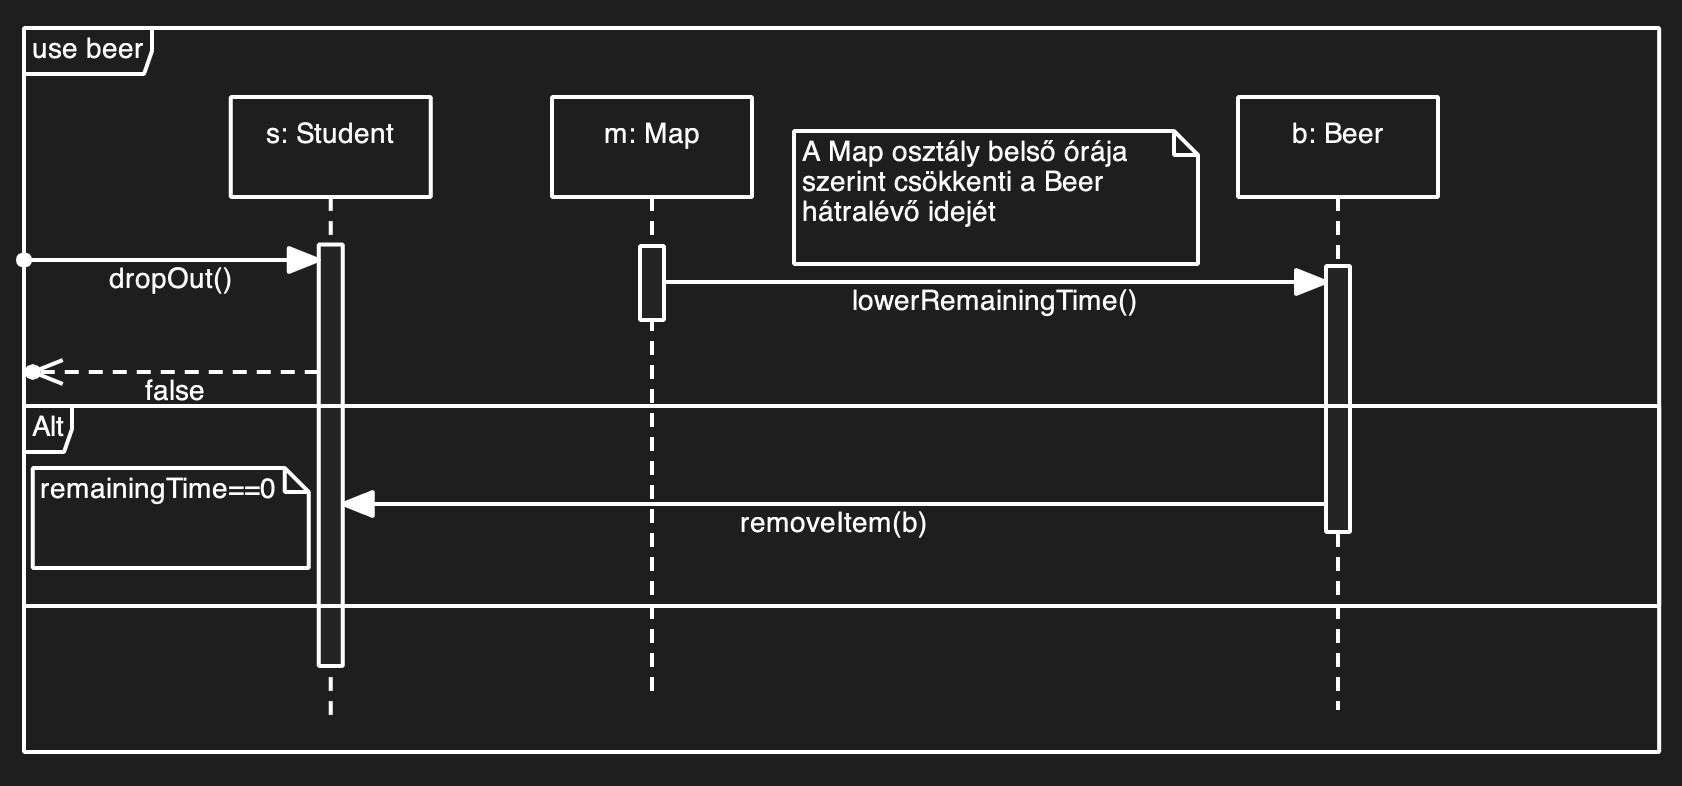 use beer
s: Student
m: Map
A Map osztály belső órája
szerint csökkenti a Beer
hátralévő idejét
b: Beer
dropOut()
lowerRemainingTime()
false
Alt
remainingTime==0
removeItem(b)